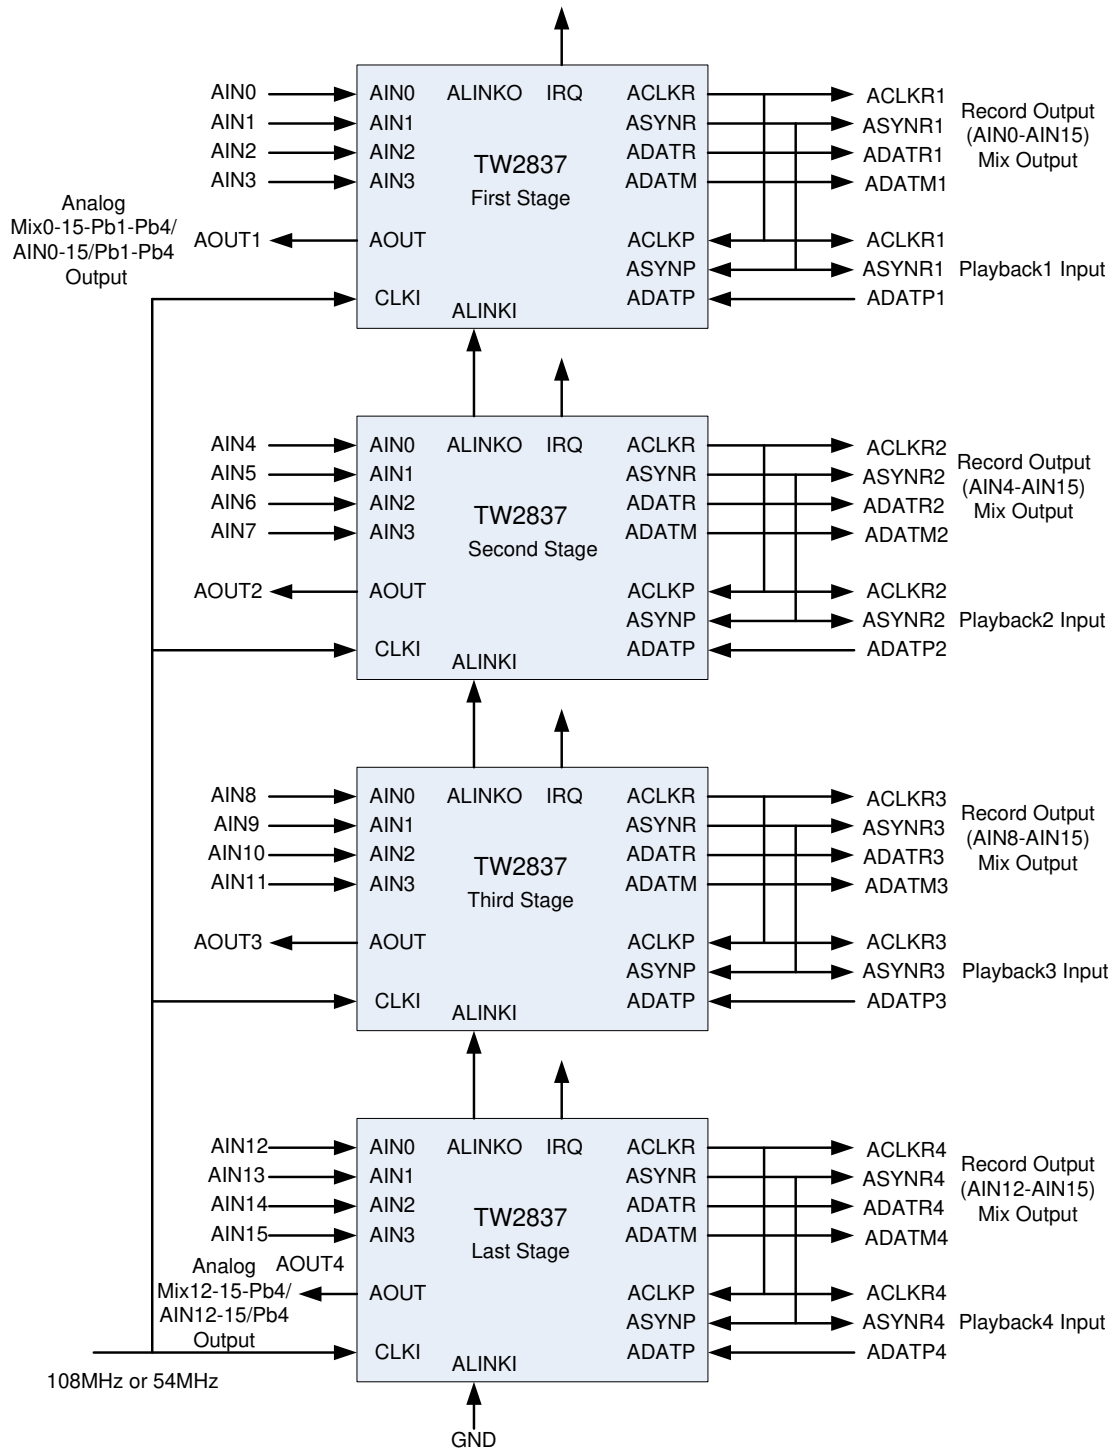 AIN0 AIN0 ALINKO IRQ ACLKR ACLKR1
AIN1 AIN1 ASYNR ASYNR1
AIN2 AIN2 ADATR ADATR1
AIN3 AIN3 ADATM ADATM1
Record Output
(AIN0-AIN15)
Mix Output
TW2837
First Stage
Analog
Mix0-15-Pb1-Pb4/
AIN0-15/Pb1-Pb4
Output
AOUT1 AOUT ACLKP ACLKR1
ASYNP ASYNR1 Playback1 Input
CLKI ADATP ADATP1
ALINKI
AIN4 AIN0 ALINKO IRQ ACLKR ACLKR2
AIN5 AIN1 ASYNR ASYNR2
AIN6 AIN2 ADATR ADATR2
AIN7 AIN3 ADATM ADATM2
Record Output
(AIN4-AIN15)
Mix Output
TW2837
Second Stage
AOUT2 AOUT ACLKP ACLKR2
ASYNP ASYNR2 Playback2 Input
CLKI ADATP ADATP2
ALINKI
AIN8 AIN0 ALINKO IRQ ACLKR ACLKR3
AIN9 AIN1 ASYNR ASYNR3
AIN10 AIN2 ADATR ADATR3
AIN11 AIN3 ADATM ADATM3
Record Output
(AIN8-AIN15)
Mix Output
TW2837
Third Stage
AOUT3 AOUT ACLKP ACLKR3
ASYNP ASYNR3 Playback3 Input
CLKI ADATP ADATP3
ALINKI
AIN12 AIN0 ALINKO IRQ ACLKR ACLKR4
AIN13 AIN1 ASYNR ASYNR4
AIN14 AIN2 ADATR ADATR4
AIN15 AIN3 ADATM ADATM4
Record Output
(AIN12-AIN15)
Mix Output
TW2837
Last Stage
Analog
Mix12-15-Pb4/
AIN12-15/Pb4
Output
AOUT4 AOUT ACLKP ACLKR4
ASYNP ASYNR4 Playback4 Input
CLKI ADATP ADATP4
ALINKI
108MHz or 54MHz
GND